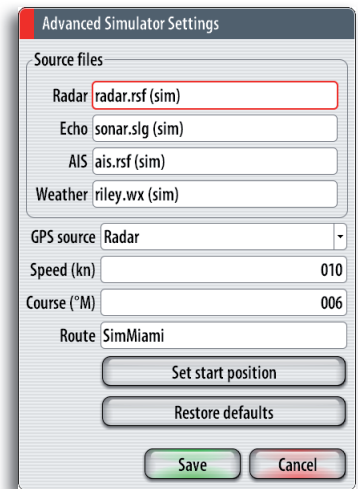 Advanced Simulator Settings
Source files
Radar radar.rsf (sim)
Echo sonar.slg (sim)
AIS ais.rsf (sim)
Weather riley.wx (sim)
GPS source Radar
Speed (kn) 010
Course (°M) 006
Route SimMiami
Set start position
Restore defaults
Save Cancel